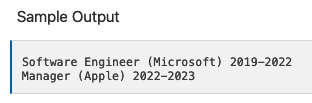 Sample Output
Software Engineer (Microsoft) 2019-2022
Manager (Apple) 2022-2023